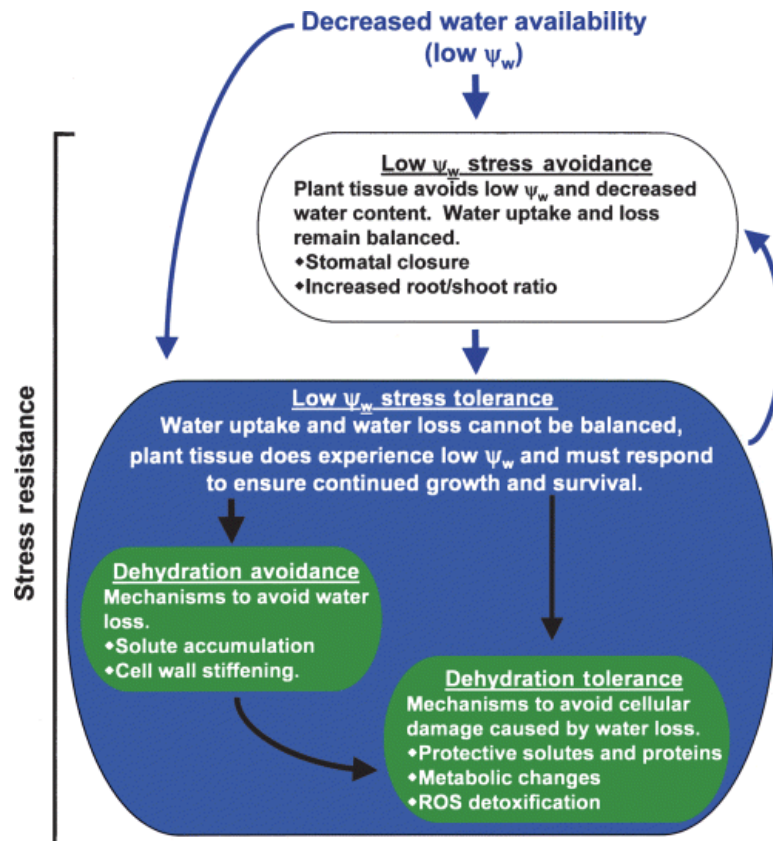 Decreased water availability
(low ψw)
Low ψw stress avoidance
Plant tissue avoids low ψw and decreased
water content. Water uptake and loss
remain balanced.
◆Stomatal closure
◆Increased root/shoot ratio
Stress resistance
Low ψw stress tolerance
Water uptake and water loss cannot be balanced,
plant tissue does experience low ψw and must respond
to ensure continued growth and survival.
Dehydration avoidance
Mechanisms to avoid water
loss.
◆Solute accumulation
◆Cell wall stiffening.
Dehydration tolerance
Mechanisms to avoid cellular
damage caused by water loss.
◆Protective solutes and proteins
◆Metabolic changes
◆ROS detoxification